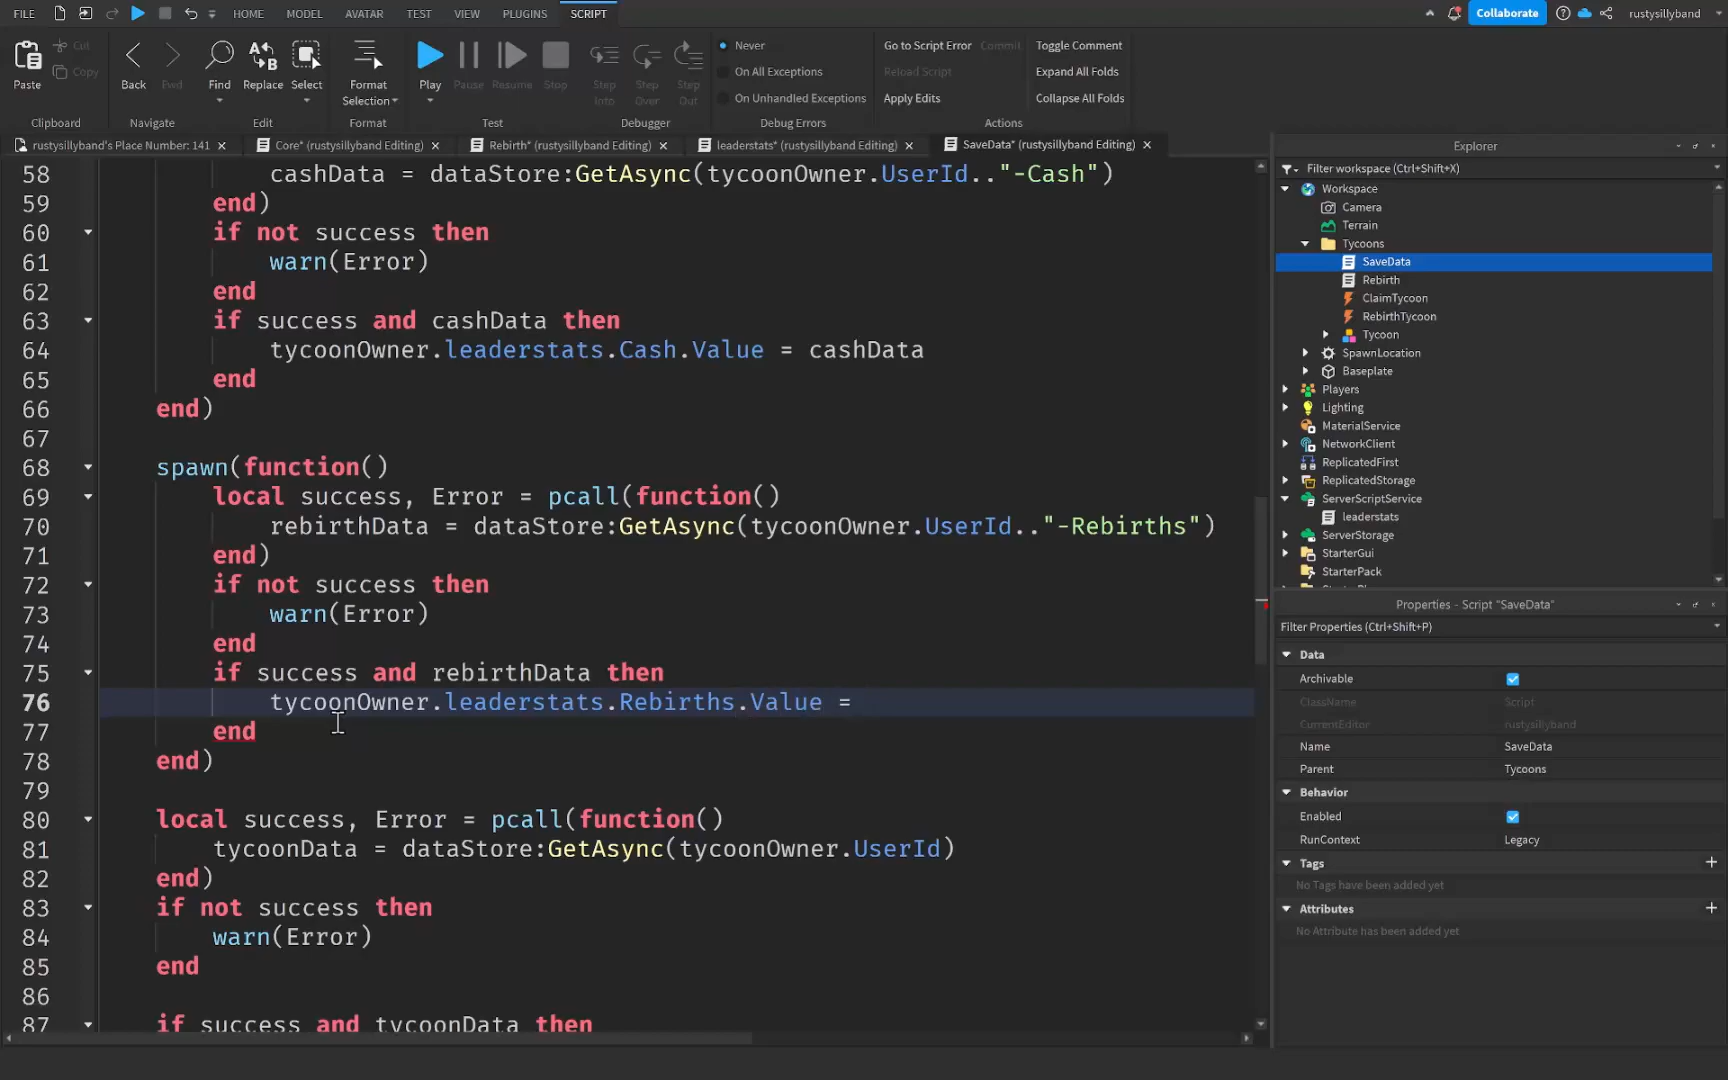 FILE HOME MODEL AVATAR TEST VIEW PLUGINS SCRIPT Collaborate rustysillyband
Paste Cut Copy
Clipboard
Back Fwd
Navigate
Find Replace Select
Edit
Format Selection
Format
Play Pause Resume Stop
Test
Step Into Step Over Step Out
Debugger
Never
On All Exceptions
On Unhandled Exceptions
Debug Errors
Go to Script Error Commit
Reload Script
Apply Edits
Toggle Comment
Expand All Folds
Collapse All Folds
Actions
rustysillyband's Place Number: 141 × Core* (rustysillyband Editing) × Rebirth* (rustysillyband Editing) × leaderstats* (rustysillyband Editing) × SaveData* (rustysillyband Editing) ×
58 cashData = dataStore:GetAsync(tycoonOwner.UserId.."-Cash")
59 end)
60 if not success then
61 warn(Error)
62 end
63 if success and cashData then
64 tycoonOwner.leaderstats.Cash.Value = cashData
65 end
66 end)
67
68 spawn(function()
69 local success, Error = pcall(function()
70 rebirthData = dataStore:GetAsync(tycoonOwner.UserId.."-Rebirths")
71 end)
72 if not success then
73 warn(Error)
74 end
75 if success and rebirthData then
76 tycoonOwner.leaderstats.Rebirths.Value =
77 end
78 end)
79
80 local success, Error = pcall(function()
81 tycoonData = dataStore:GetAsync(tycoonOwner.UserId)
82 end)
83 if not success then
84 warn(Error)
85 end
86
87 if success and tycoonData then
Explorer
Filter workspace (Ctrl+Shift+X)
Workspace
Camera
Terrain
Tycoons
SaveData
Rebirth
ClaimTycoon
RebirthTycoon
Tycoon
SpawnLocation
Baseplate
Players
Lighting
MaterialService
NetworkClient
ReplicatedFirst
ReplicatedStorage
ServerScriptService
leaderstats
ServerStorage
StarterGui
StarterPack
Properties - Script "SaveData"
Filter Properties (Ctrl+Shift+P)
Data
Archivable
ClassName Script
CurrentEditor rustysillyband
Name SaveData
Parent Tycoons
Behavior
Enabled
RunContext Legacy
Tags
No Tags have been added yet
Attributes
No Attribute has been added yet